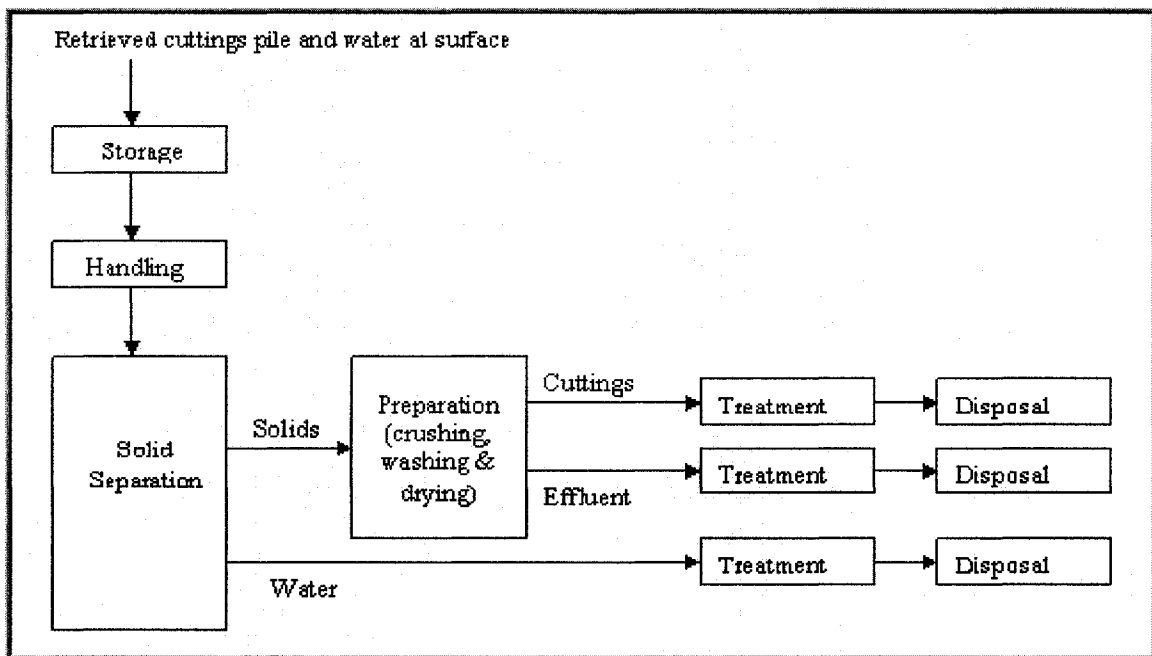 Retrieved cuttings pile and water at surface
Storage
Handling
Solid
Separation
Solids
Preparation
(crushing,
washing &
drying)
Cuttings
Treatment
Disposal
Effluent
Treatment
Disposal
Water
Treatment
Disposal